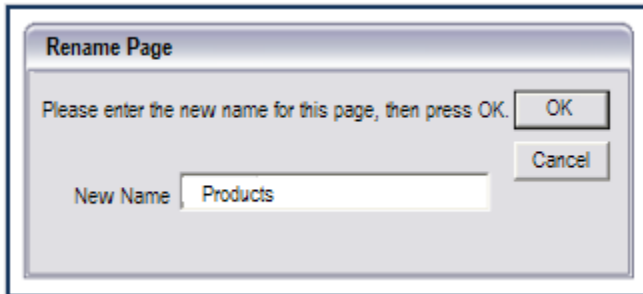 Rename Page
Please enter the new name for this page, then press OK.
OK
Cancel
New Name
Products